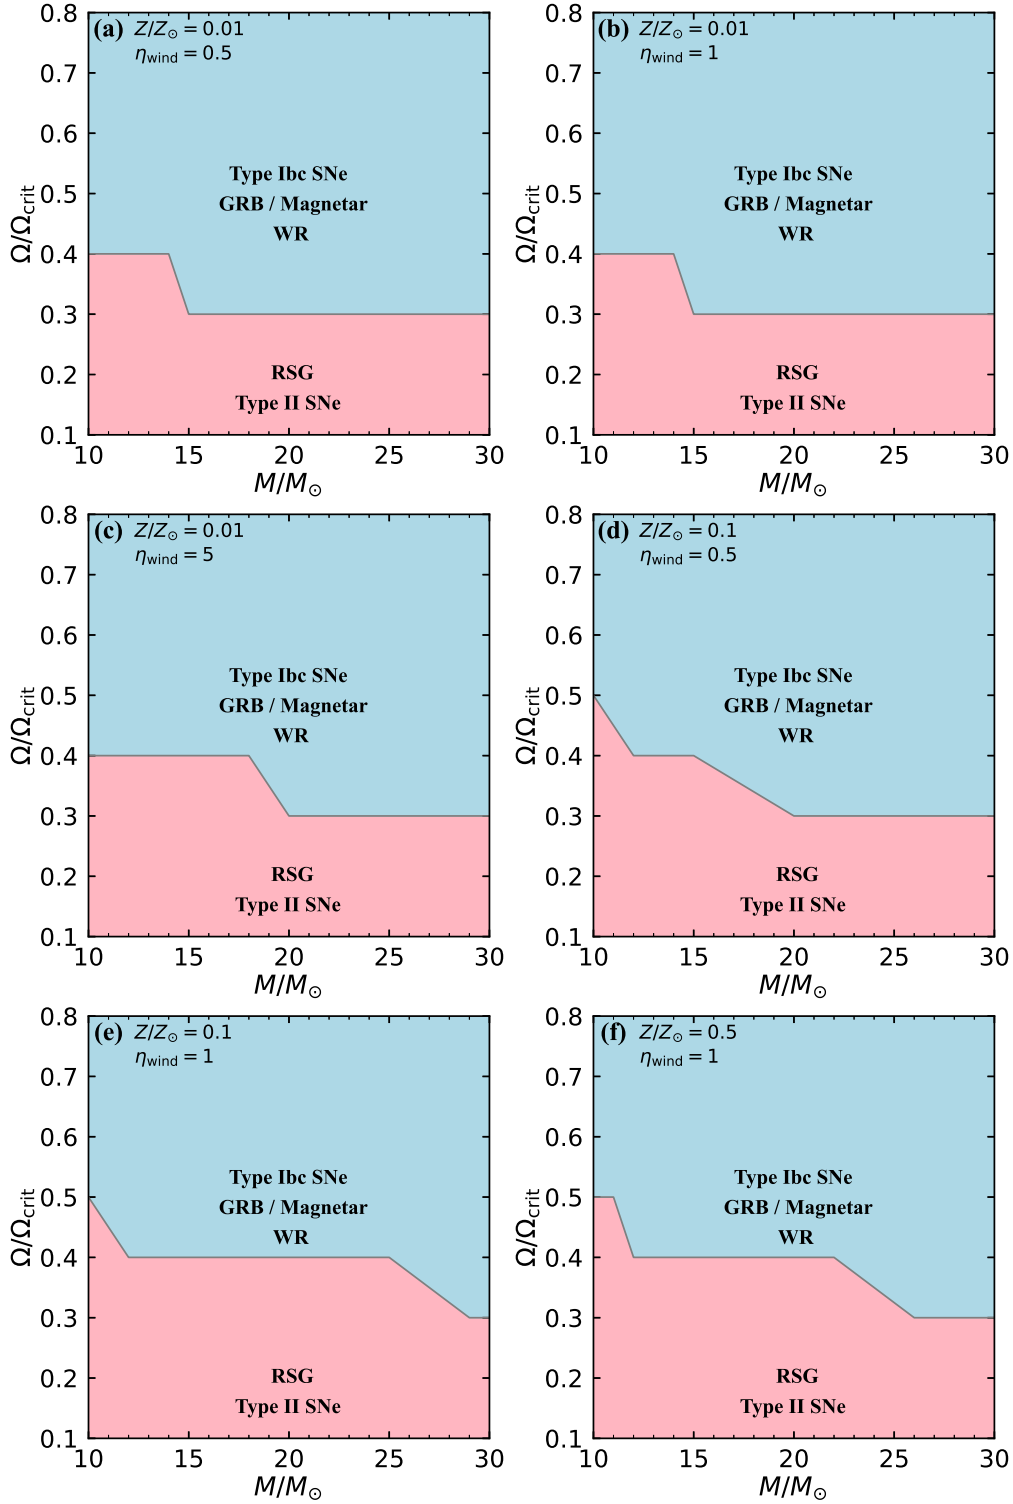 (a) Z/Z⊙ = 0.01
ηwind = 0.5
0.8
0.7
0.6
0.5
0.4
0.3
0.2
0.1
Ω/Ωcrit
Type Ibc SNe
GRB / Magnetar
WR
RSG
Type II SNe
10 15 20 25 30
M/M⊙
(b) Z/Z⊙ = 0.01
ηwind = 1
0.8
0.7
0.6
0.5
0.4
0.3
0.2
0.1
Ω/Ωcrit
Type Ibc SNe
GRB / Magnetar
WR
RSG
Type II SNe
10 15 20 25 30
M/M⊙
(c) Z/Z⊙ = 0.01
ηwind = 5
0.8
0.7
0.6
0.5
0.4
0.3
0.2
0.1
Ω/Ωcrit
Type Ibc SNe
GRB / Magnetar
WR
RSG
Type II SNe
10 15 20 25 30
M/M⊙
(d) Z/Z⊙ = 0.1
ηwind = 0.5
0.8
0.7
0.6
0.5
0.4
0.3
0.2
0.1
Ω/Ωcrit
Type Ibc SNe
GRB / Magnetar
WR
RSG
Type II SNe
10 15 20 25 30
M/M⊙
(e) Z/Z⊙ = 0.1
ηwind = 1
0.8
0.7
0.6
0.5
0.4
0.3
0.2
0.1
Ω/Ωcrit
Type Ibc SNe
GRB / Magnetar
WR
RSG
Type II SNe
10 15 20 25 30
M/M⊙
(f) Z/Z⊙ = 0.5
ηwind = 1
0.8
0.7
0.6
0.5
0.4
0.3
0.2
0.1
Ω/Ωcrit
Type Ibc SNe
GRB / Magnetar
WR
RSG
Type II SNe
10 15 20 25 30
M/M⊙